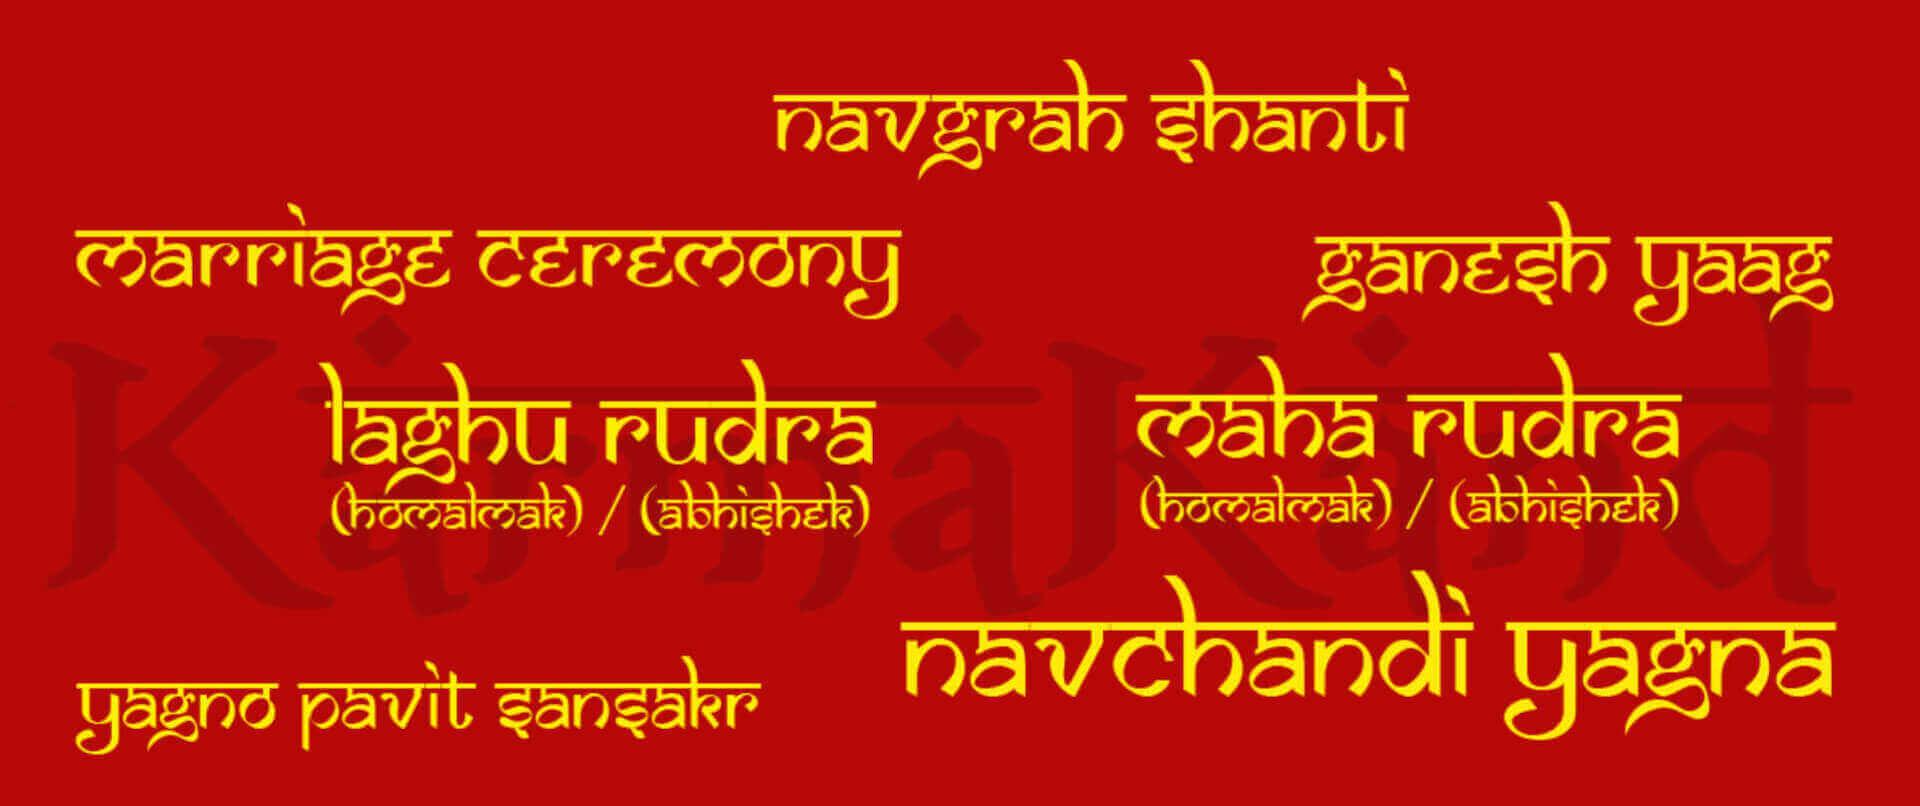 navgrah shanti
marriage ceremony
ganesh yaag
KarmaKand
laghu rudra
(homalmak) / (abhishek)
maha rudra
(homalmak) / (abhishek)
navchandi yagna
yagno pavit sansakr